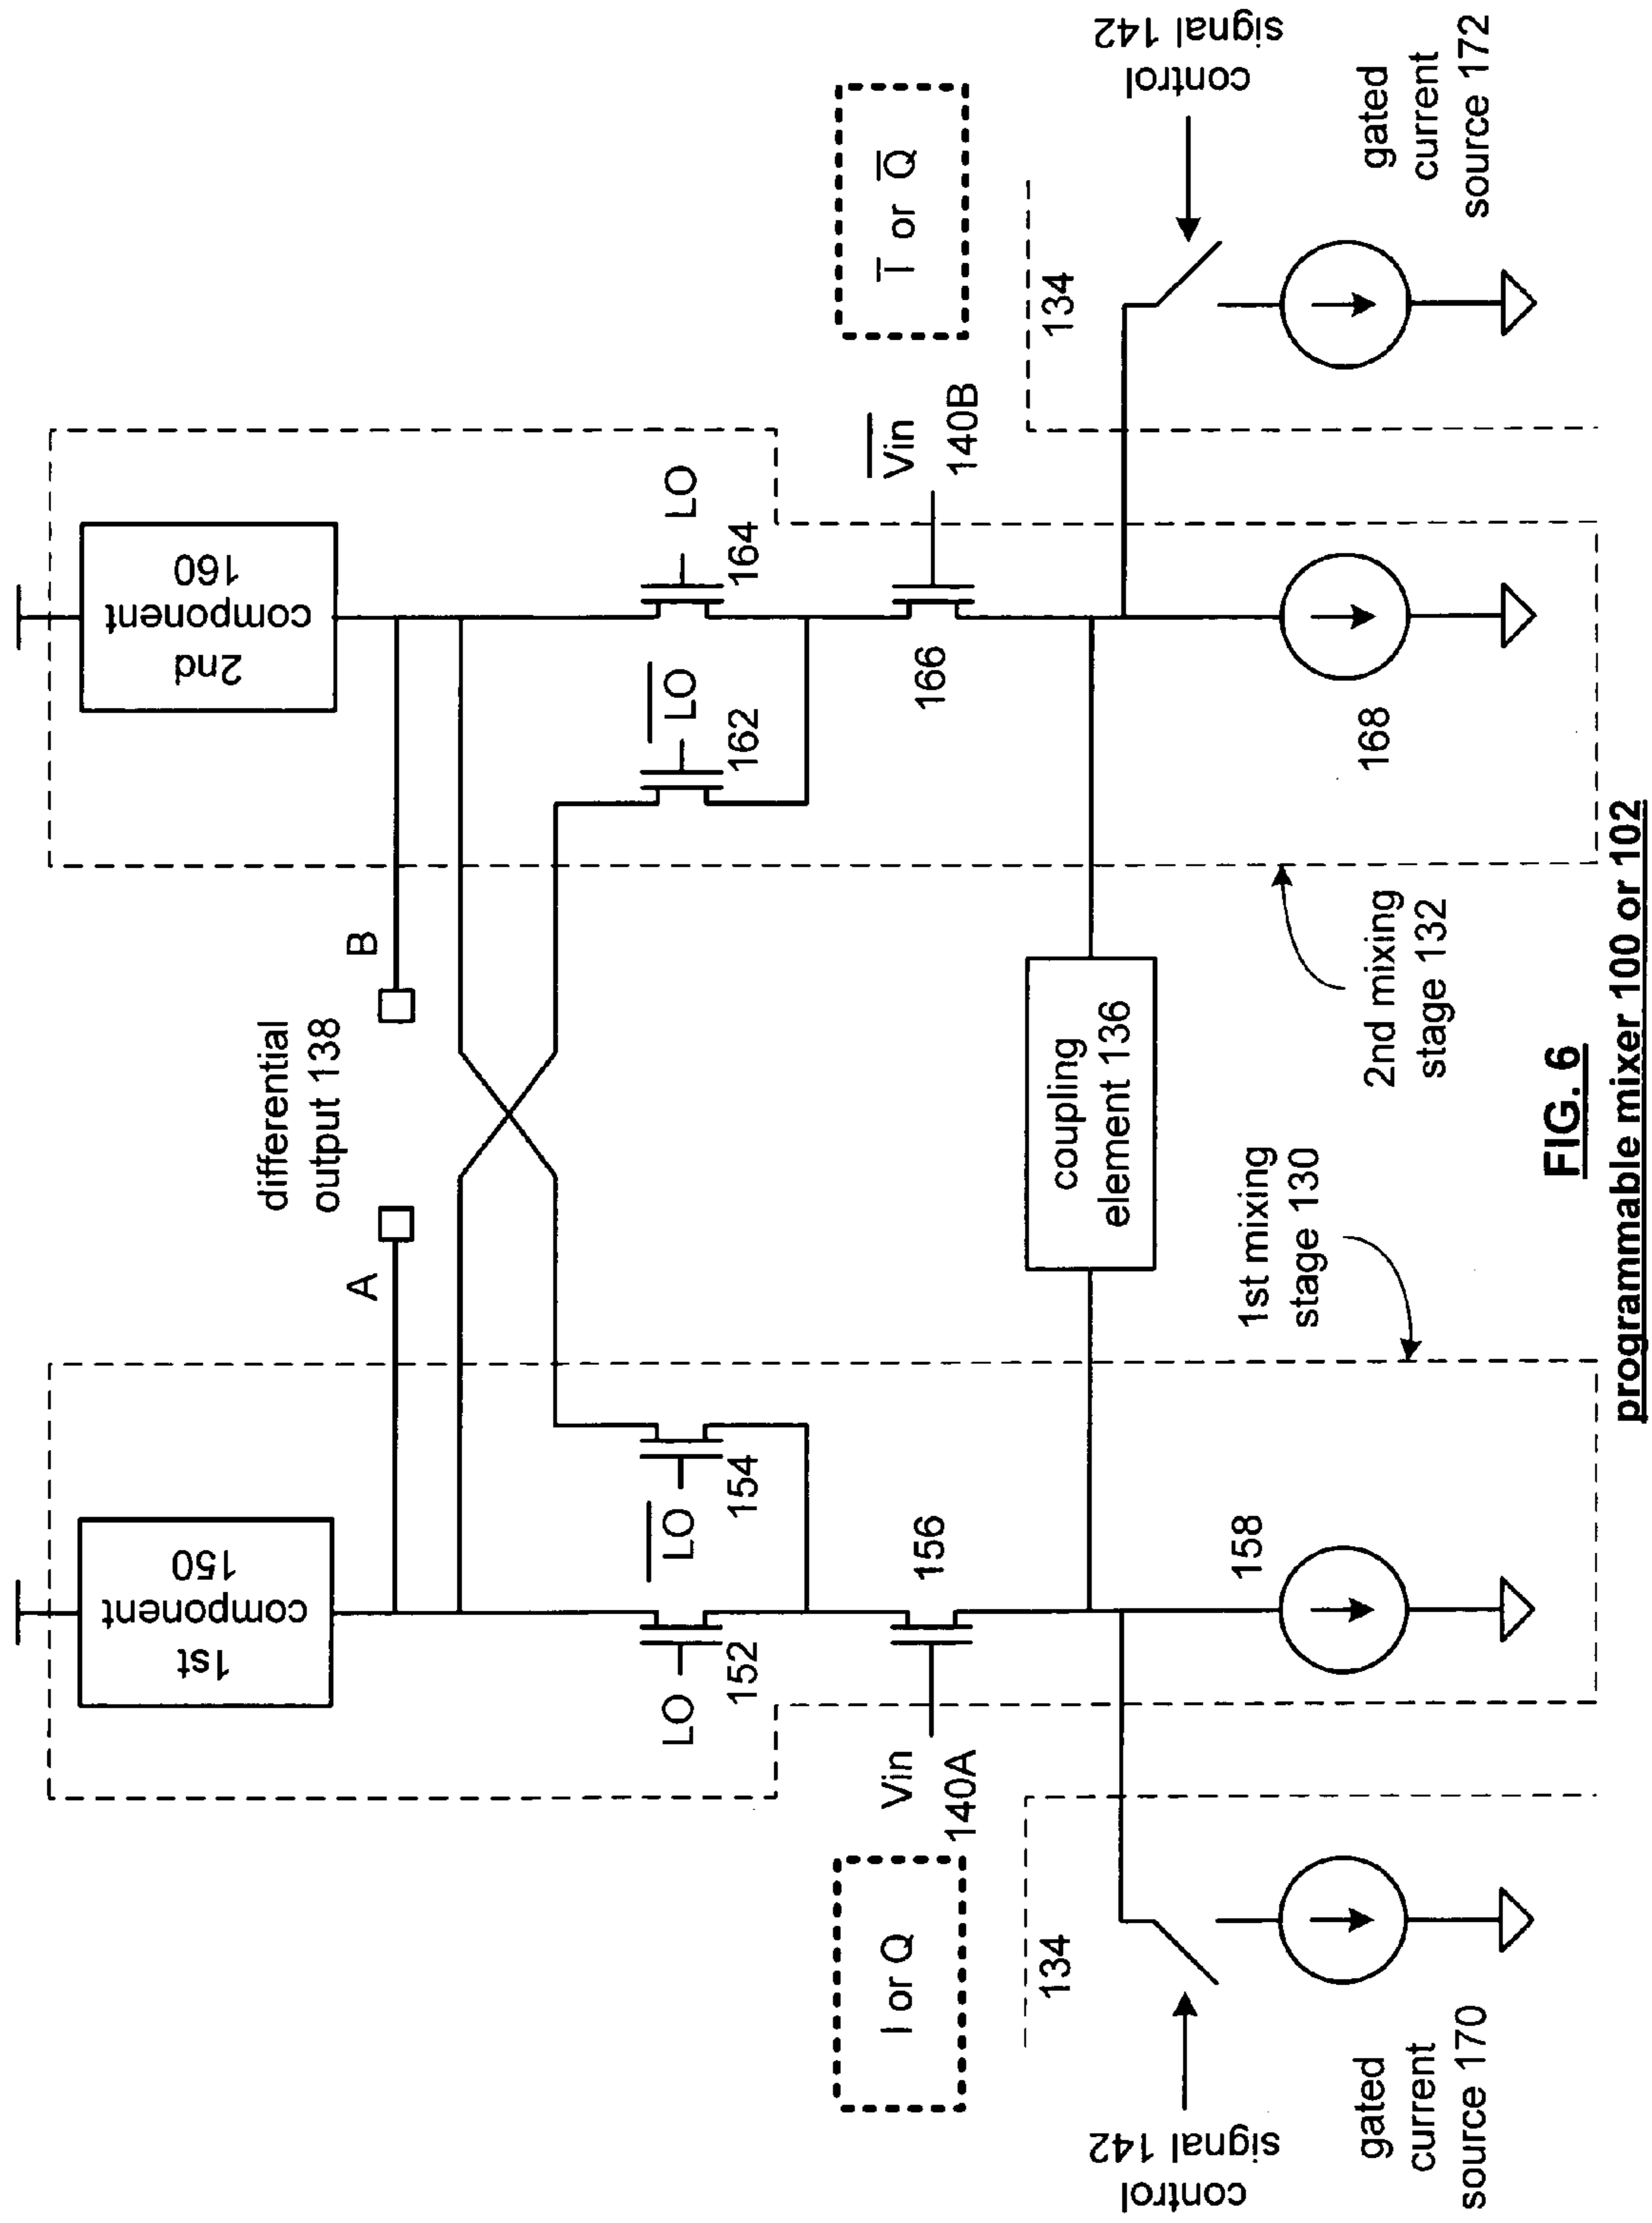 1st
component
150
2nd
component
160
differential
output 138
A
B
LO
152
L̅O̅
154
L̅O̅
162
LO
164
Vin
140A
156
166
V̅i̅n̅
140B
I or Q
I̅ or Q̅
134
134
coupling
element 136
control
signal 142
control
signal 142
158
168
1st mixing
stage 130
2nd mixing
stage 132
gated
current
source 170
gated
current
source 172
FIG. 6
programmable mixer 100 or 102